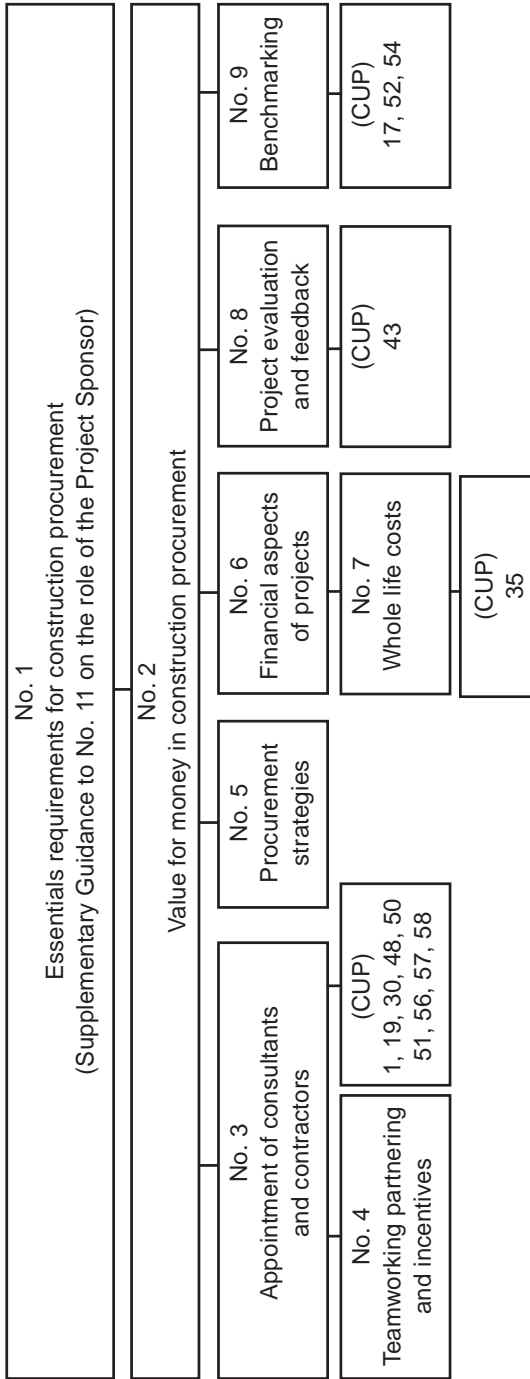 No. 1
Essentials requirements for construction procurement
(Supplementary Guidance to No. 11 on the role of the Project Sponsor)
No. 2
Value for money in construction procurement
No. 3
Appointment of consultants
and contractors
No. 4
Teamworking partnering
and incentives
(CUP)
1, 19, 30, 48, 50
51, 56, 57, 58
No. 5
Procurement
strategies
No. 6
Financial aspects
of projects
No. 7
Whole life costs
(CUP)
35
No. 8
Project evaluation
and feedback
(CUP)
43
No. 9
Benchmarking
(CUP)
17, 52, 54